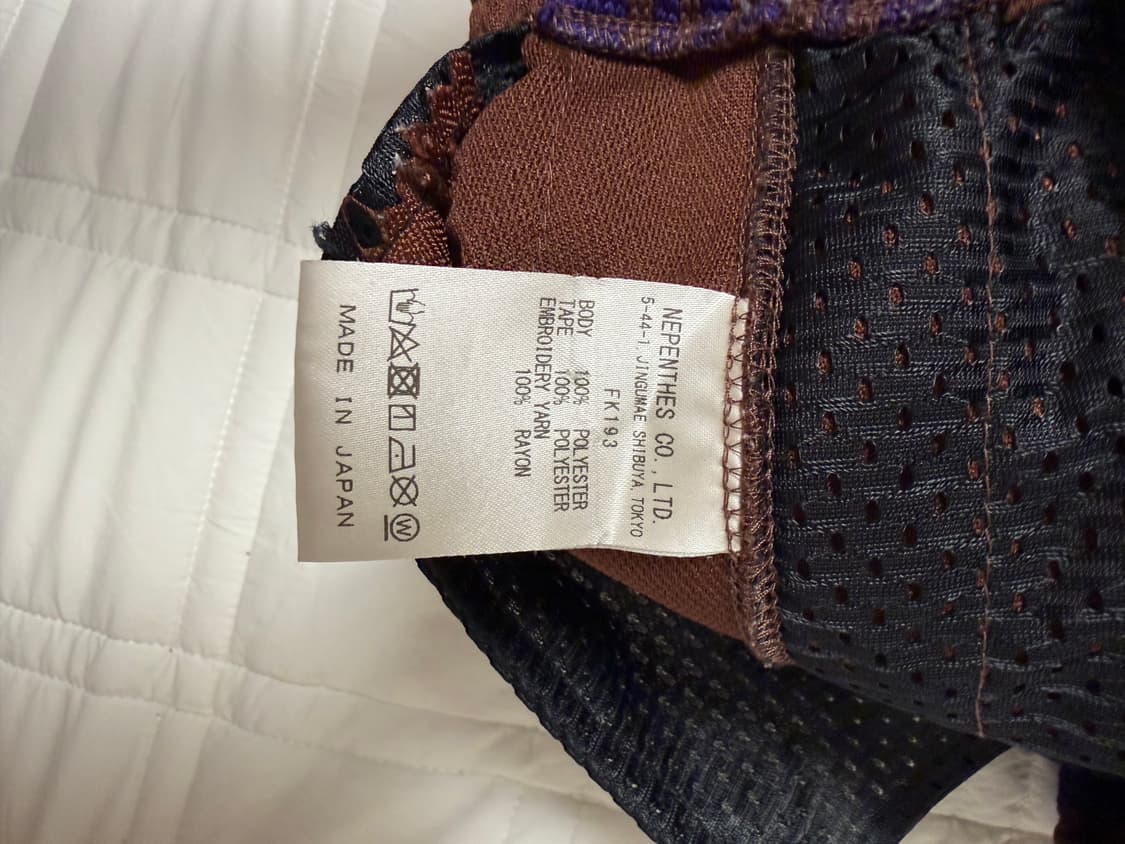 NEPENTHES CO., LTD.
5-44-1 JINGUMAE SHIBUYA, TOKYO
FK193
BODY 100% POLYESTER
TAPE 100% POLYESTER
EMBROIDERY YARN
100% RAYON
W
MADE IN JAPAN